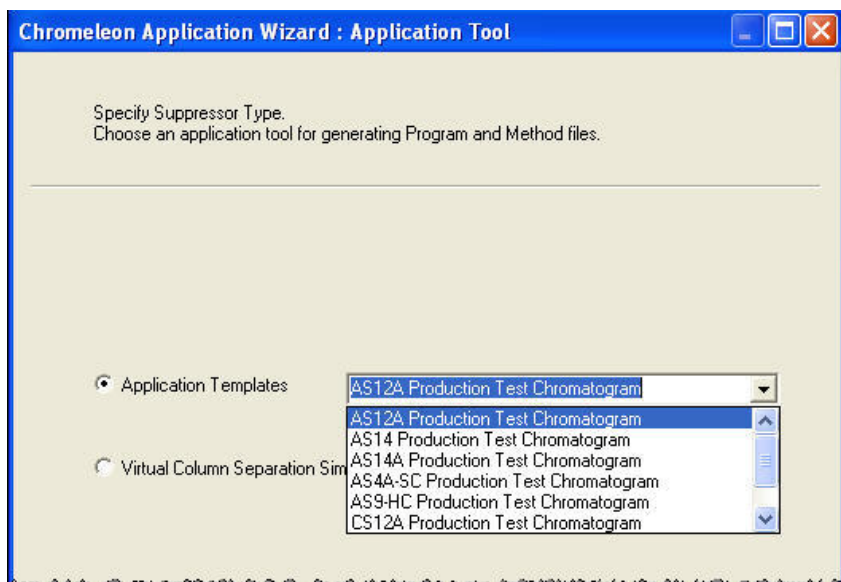 Chromeleon Application Wizard : Application Tool
Specify Suppressor Type.
Choose an application tool for generating Program and Method files.
Application Templates
AS12A Production Test Chromatogram
AS12A Production Test Chromatogram
AS14 Production Test Chromatogram
AS14A Production Test Chromatogram
Virtual Column Separation Sim
AS4A-SC Production Test Chromatogram
AS9-HC Production Test Chromatogram
CS12A Production Test Chromatogram